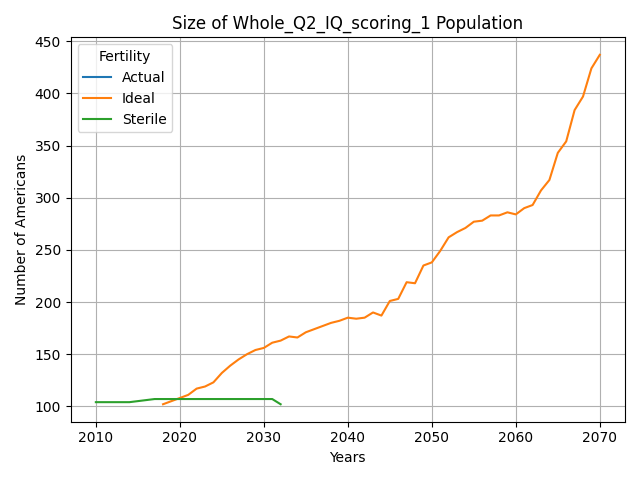 Size of Whole_Q2_IQ_scoring_1 Population
Number of Americans
450
400
350
300
250
200
150
100
Fertility
Actual
Ideal
Sterile
2010 2020 2030 2040 2050 2060 2070
Years